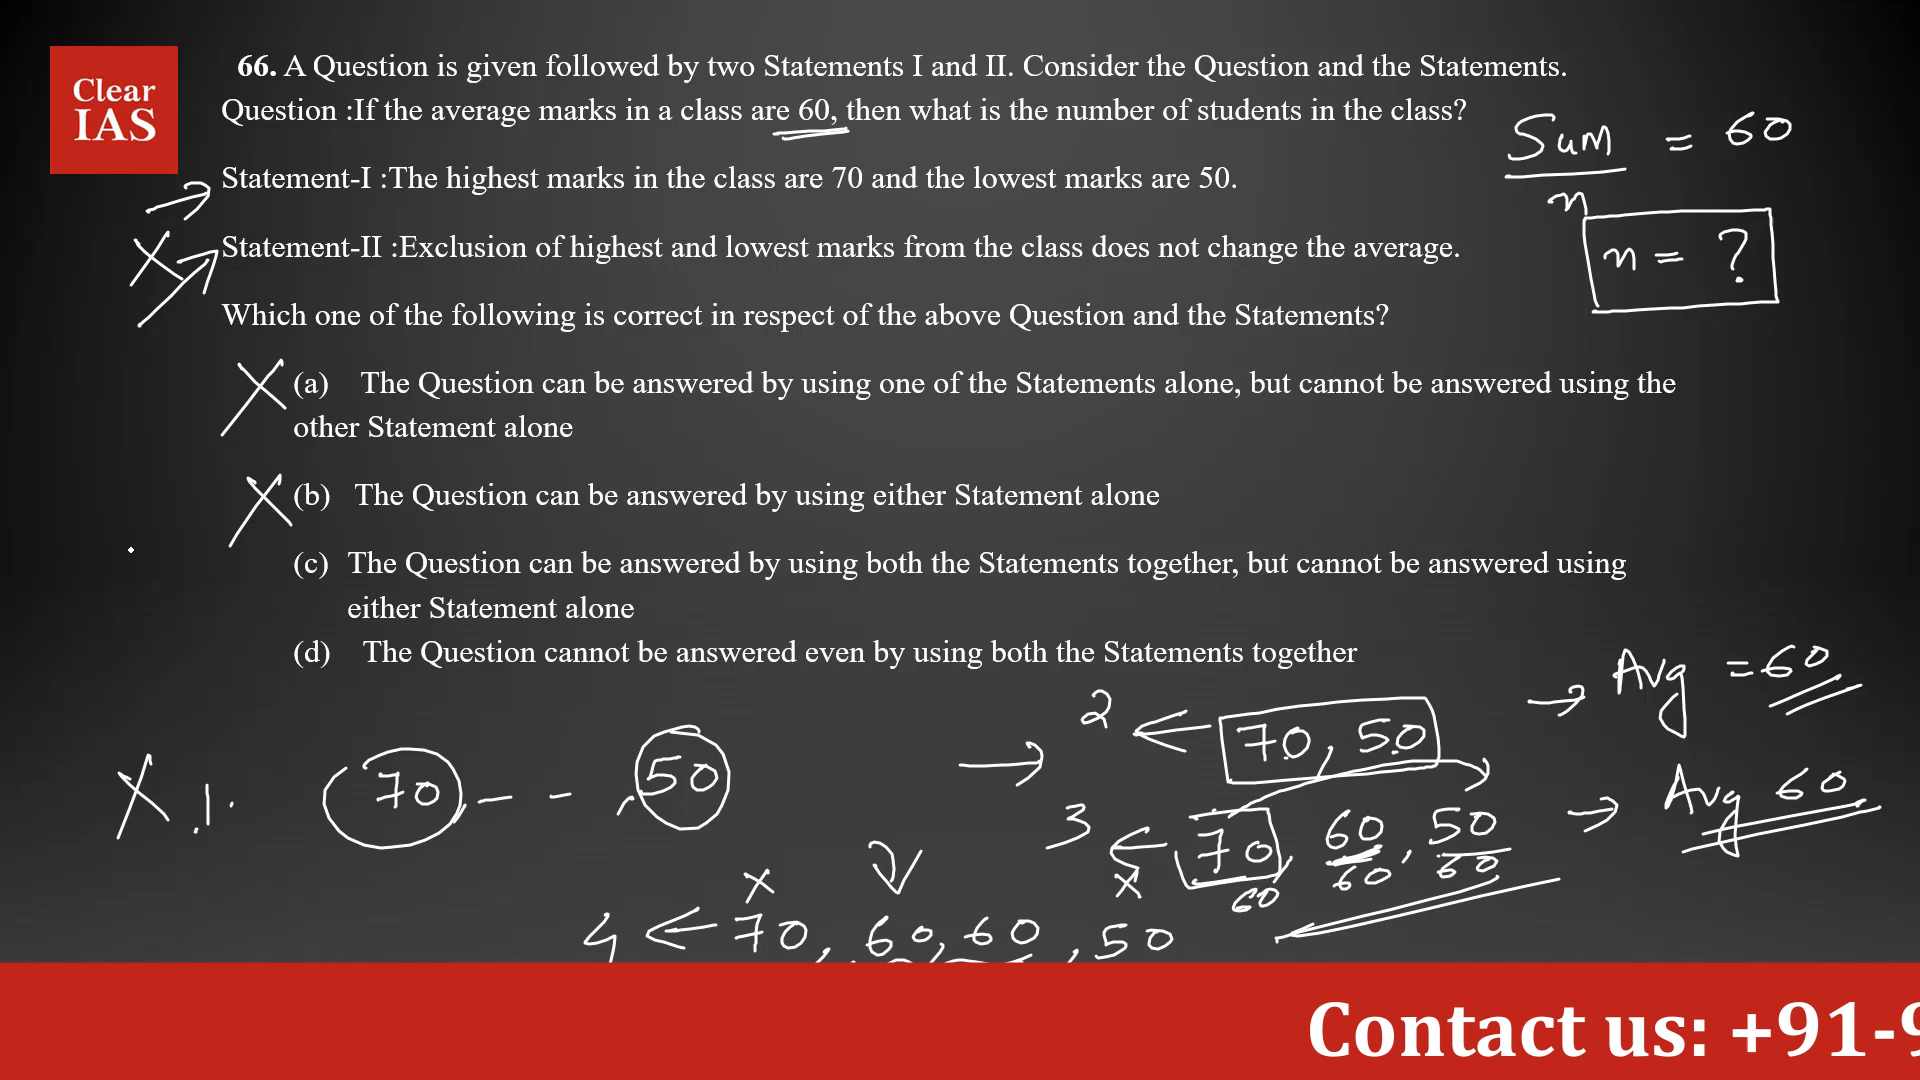 Clear
IAS
66. A Question is given followed by two Statements I and II. Consider the Question and the Statements.
Question :If the average marks in a class are 60, then what is the number of students in the class?
Sum = 60
n
Statement-I :The highest marks in the class are 70 and the lowest marks are 50.
Statement-II :Exclusion of highest and lowest marks from the class does not change the average.
n = ?
Which one of the following is correct in respect of the above Question and the Statements?
(a) The Question can be answered by using one of the Statements alone, but cannot be answered using the
other Statement alone
(b) The Question can be answered by using either Statement alone
(c) The Question can be answered by using both the Statements together, but cannot be answered using
either Statement alone
(d) The Question cannot be answered even by using both the Statements together
2 ← 70, 50 → Avg = 60
X 1. 70, - - , 50 →
3 ← 70, 60, 50 → Avg 60
60 60 60
4 ← 70, 60, 60, 50
Contact us: +91-9